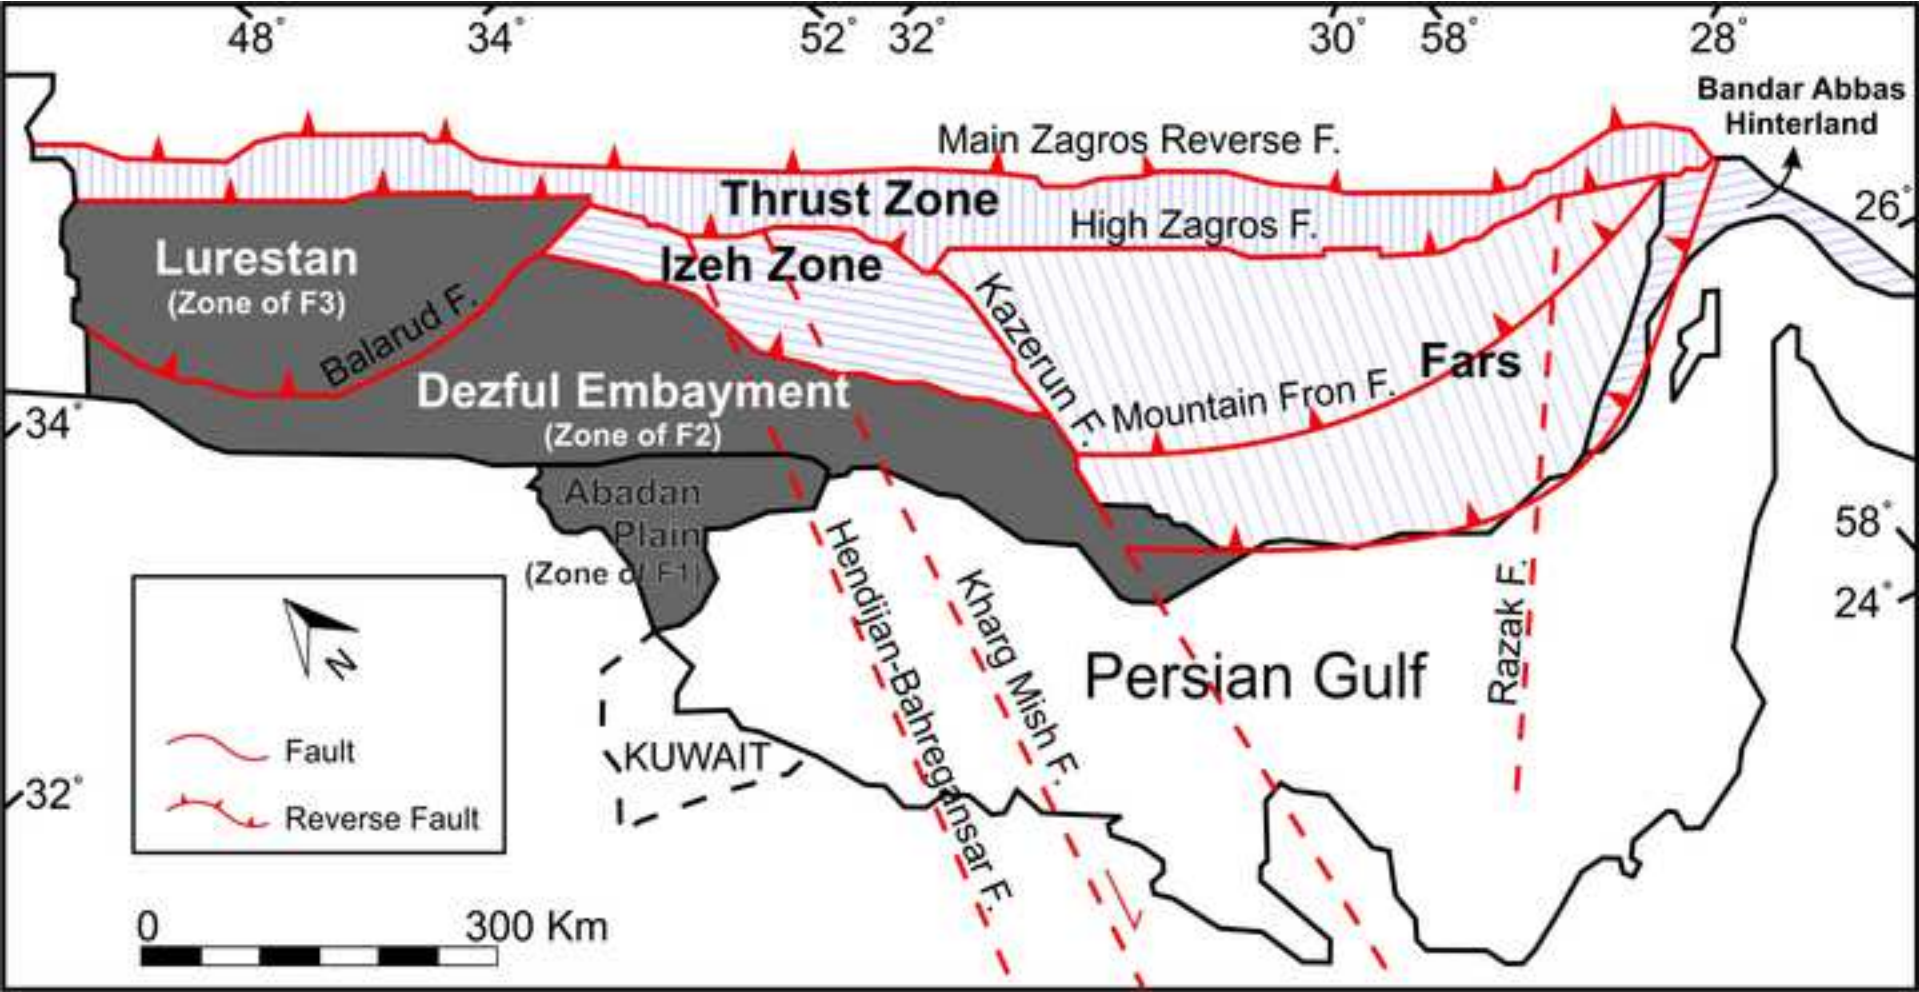 48°
34°
52°
32°
30°
58°
28°
Bandar Abbas
Hinterland
Main Zagros Reverse F.
Thrust Zone
High Zagros F.
26°
Lurestan
(Zone of F3)
Izeh Zone
Balarud F.
Kazerun F.
Fars
Dezful Embayment
(Zone of F2)
Mountain Fron F.
34°
Abadan
Plain
(Zone of F1)
58°
24°
Hendijan-Bahregansar F.
Kharg Mish F.
Razak F.
Persian Gulf
N
KUWAIT
Fault
32°
Reverse Fault
0
300 Km